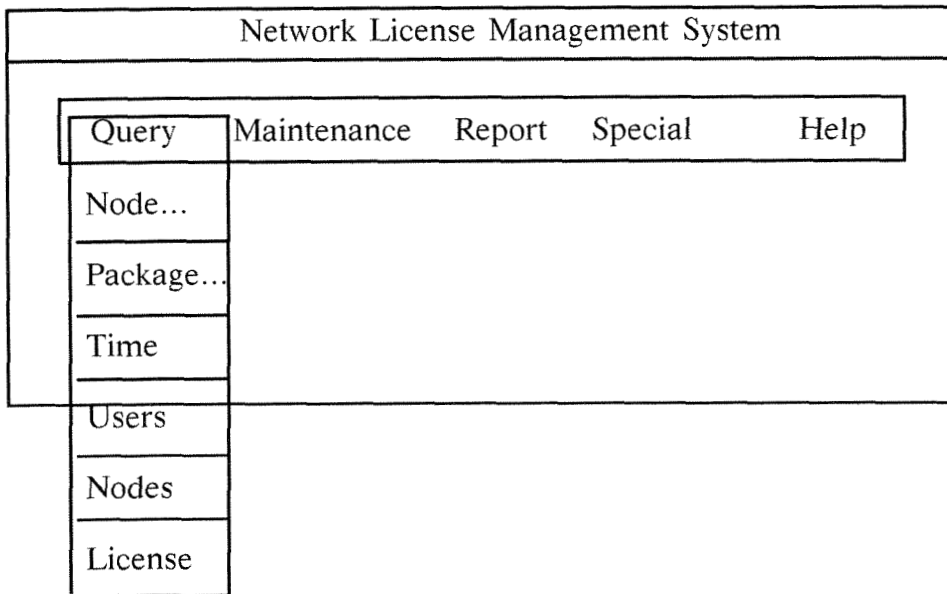 Network License Management System
Query Maintenance Report Special Help
Node...
Package...
Time
Users
Nodes
License